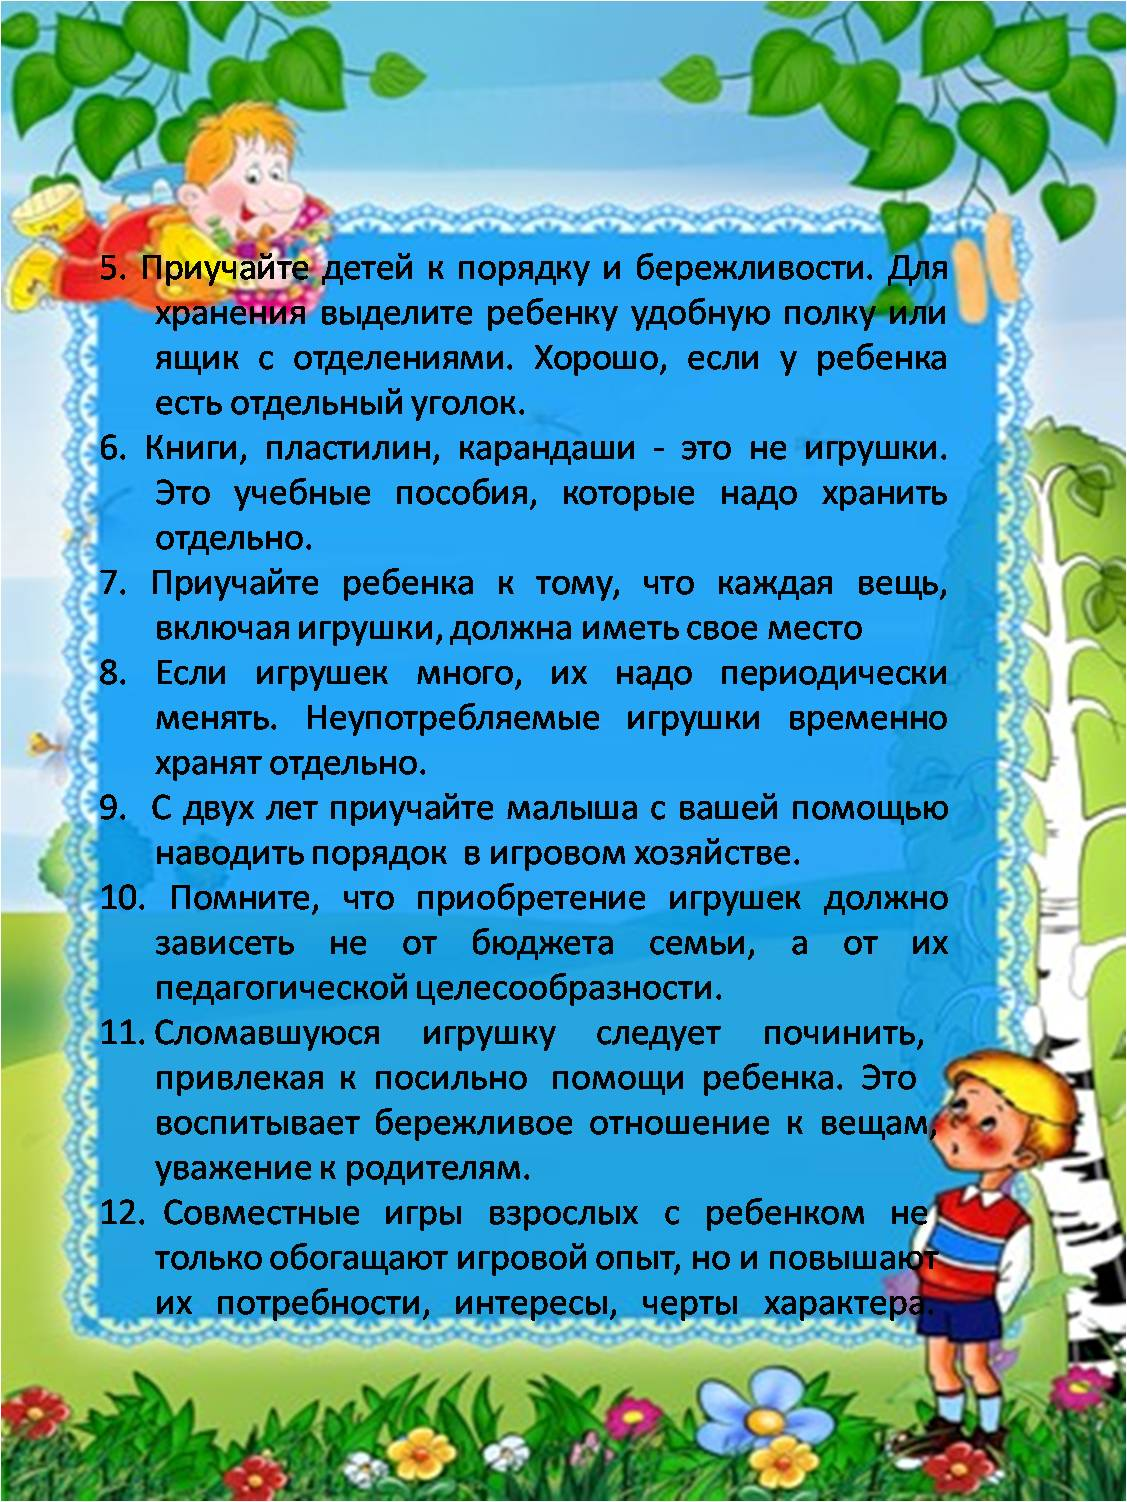 5. Приучайте детей к порядку и бережливости. Для
хранения выделите ребенку удобную полку или
ящик с отделениями. Хорошо, если у ребенка
есть отдельный уголок.
6. Книги, пластилин, карандаши - это не игрушки.
Это учебные пособия, которые надо хранить
отдельно.
7. Приучайте ребенка к тому, что каждая вещь,
включая игрушки, должна иметь свое место
8. Если игрушек много, их надо периодически
менять. Неупотребляемые игрушки временно
хранят отдельно.
9. С двух лет приучайте малыша с вашей помощью
наводить порядок в игровом хозяйстве.
10. Помните, что приобретение игрушек должно
зависеть не от бюджета семьи, а от их
педагогической целесообразности.
11. Сломавшуюся игрушку следует починить,
привлекая к посильно помощи ребенка. Это
воспитывает бережливое отношение к вещам,
уважение к родителям.
12. Совместные игры взрослых с ребенком не
только обогащают игровой опыт, но и повышают
их потребности, интересы, черты характера.